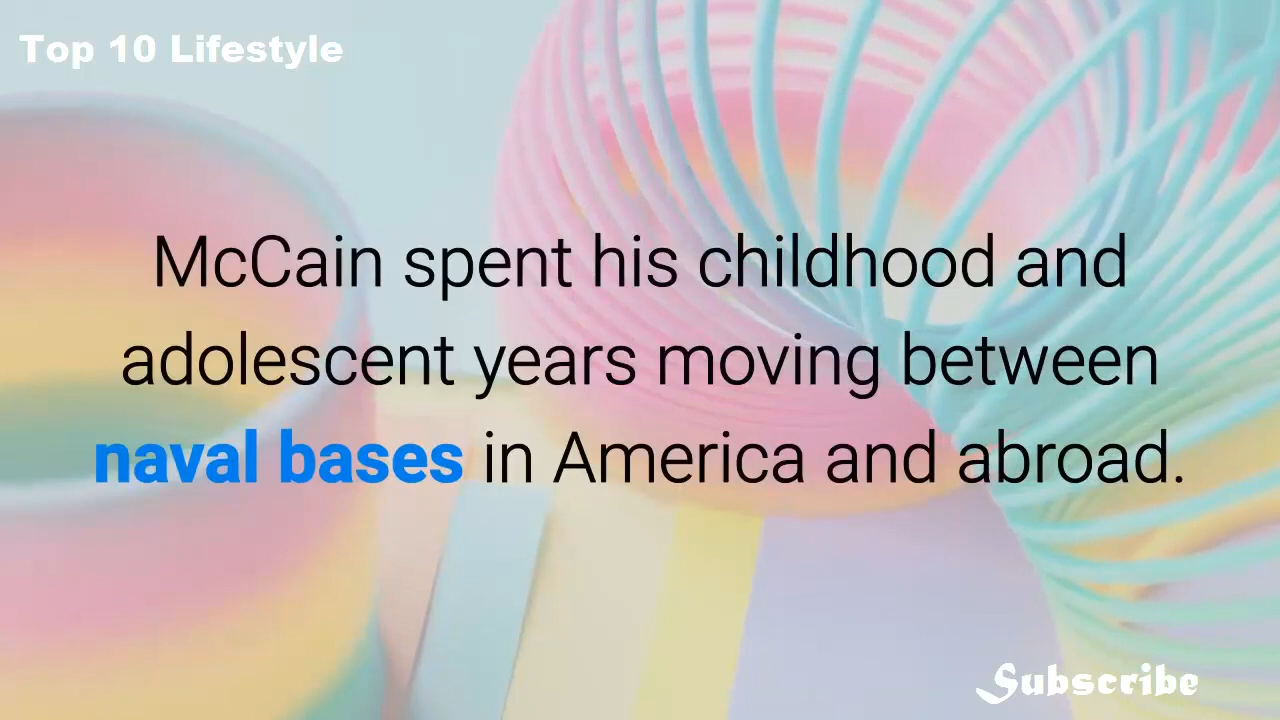 Top 10 Lifestyle
McCain spent his childhood and
adolescent years moving between
naval bases in America and abroad.
Subscribe